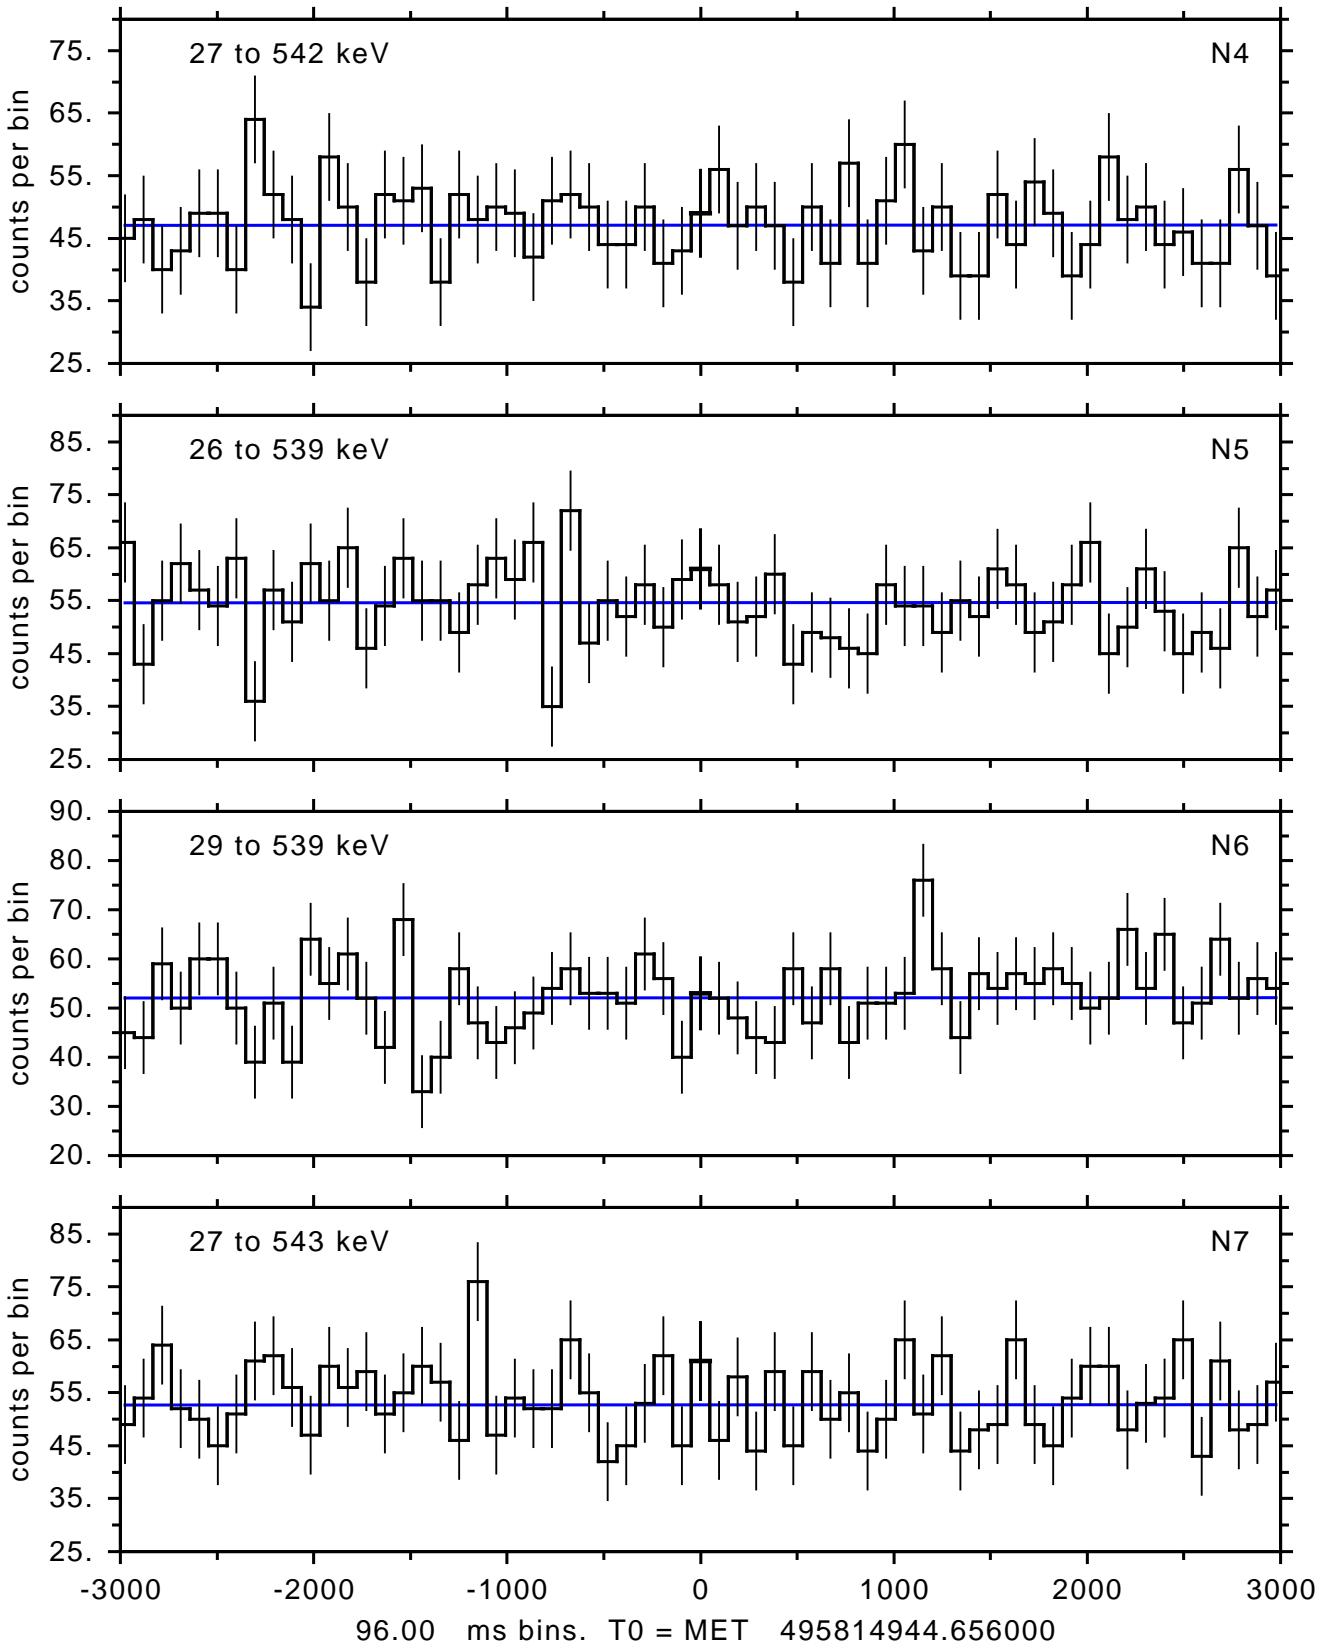 27 to 542 keV N4
75.
65.
55.
45.
35.
25.
counts per bin
26 to 539 keV N5
85.
75.
65.
55.
45.
35.
25.
counts per bin
29 to 539 keV N6
90.
80.
70.
60.
50.
40.
30.
20.
counts per bin
27 to 543 keV N7
85.
75.
65.
55.
45.
35.
25.
counts per bin
-3000 -2000 -1000 0 1000 2000 3000
96.00 ms bins. T0 = MET 495814944.656000